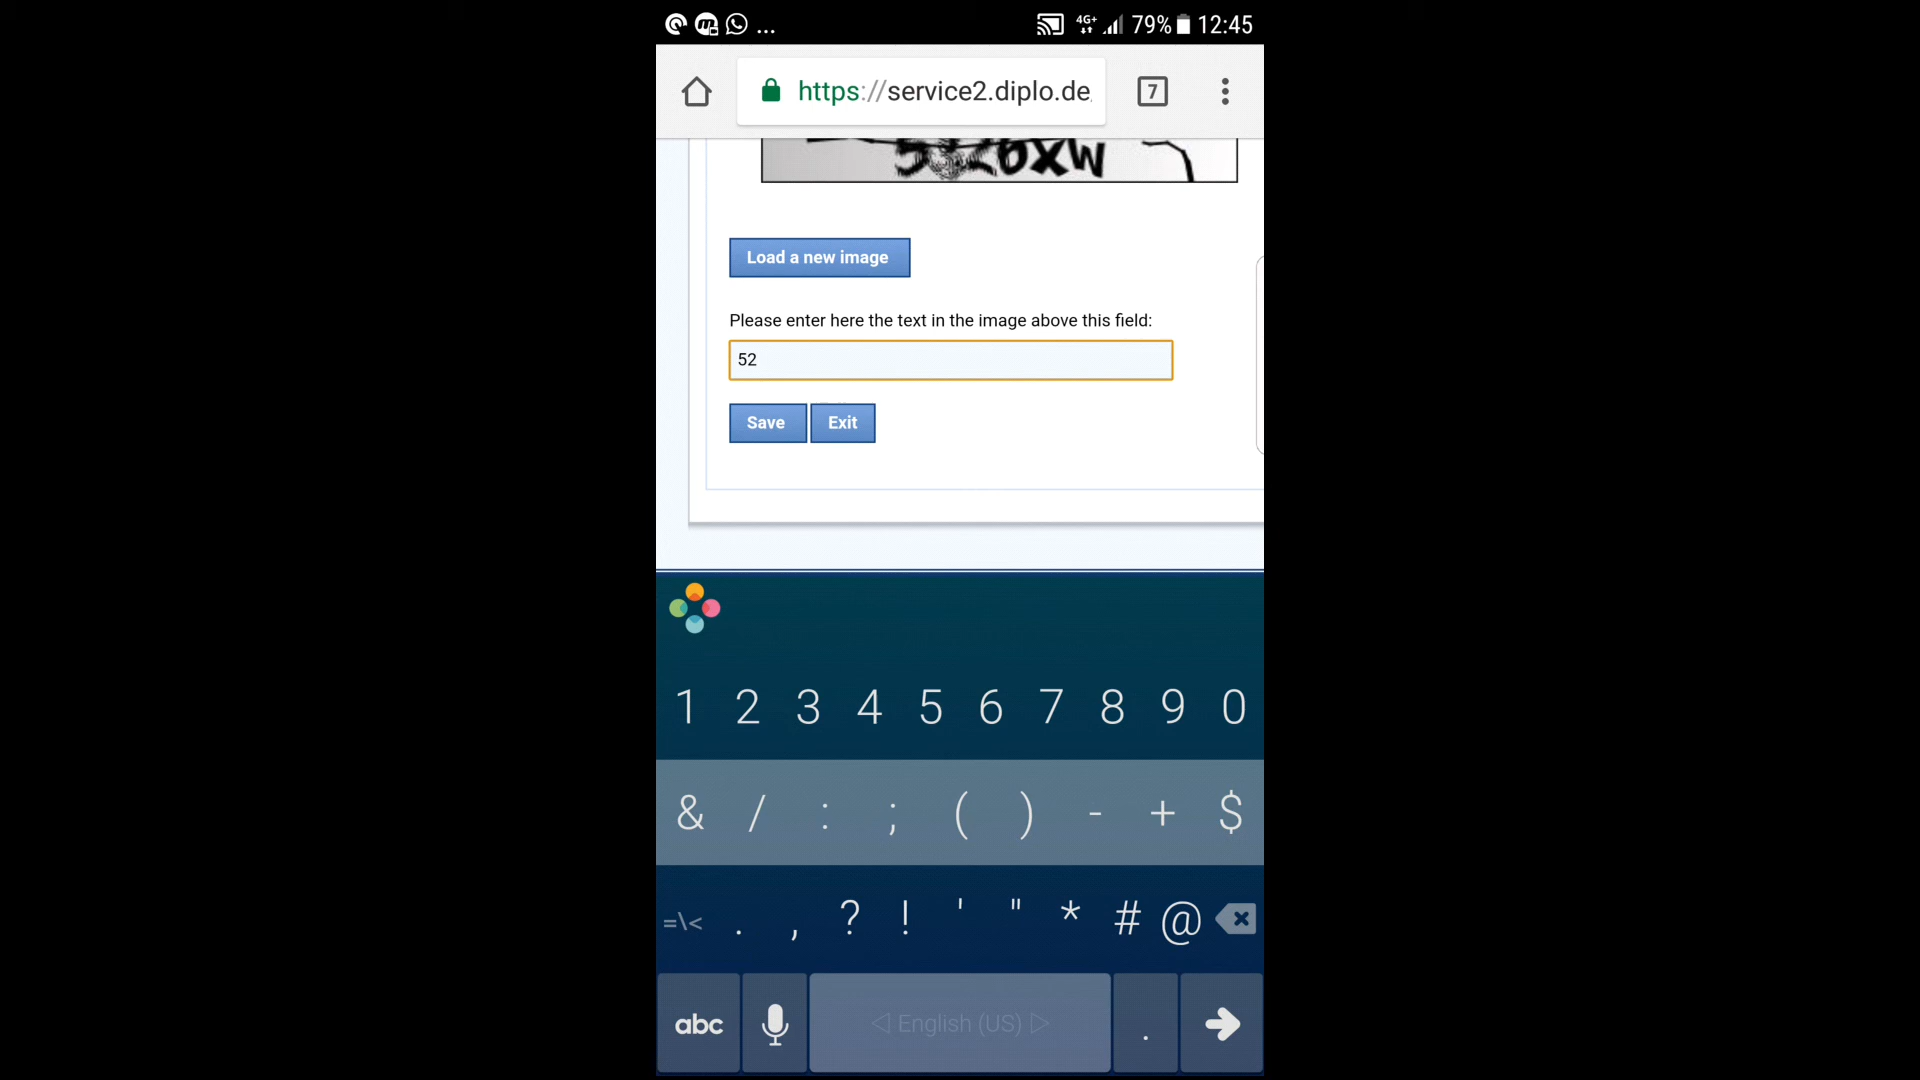 ... 4G+ 79% 12:45
https://service2.diplo.de 7
Load a new image
Please enter here the text in the image above this field:
52
Save Exit
1 2 3 4 5 6 7 8 9 0
& / : ; ( ) - + $
=\< . , ? ! ' " * # @
abc English (US) .